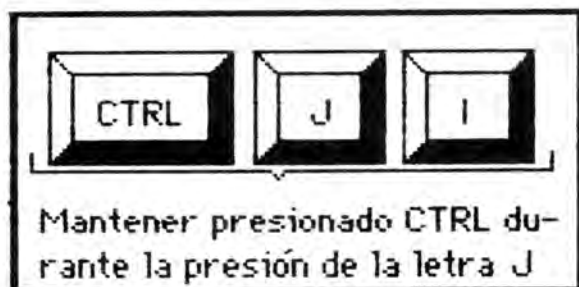 CTRL J I
Mantener presionado CTRL du-
rante la presión de la letra J